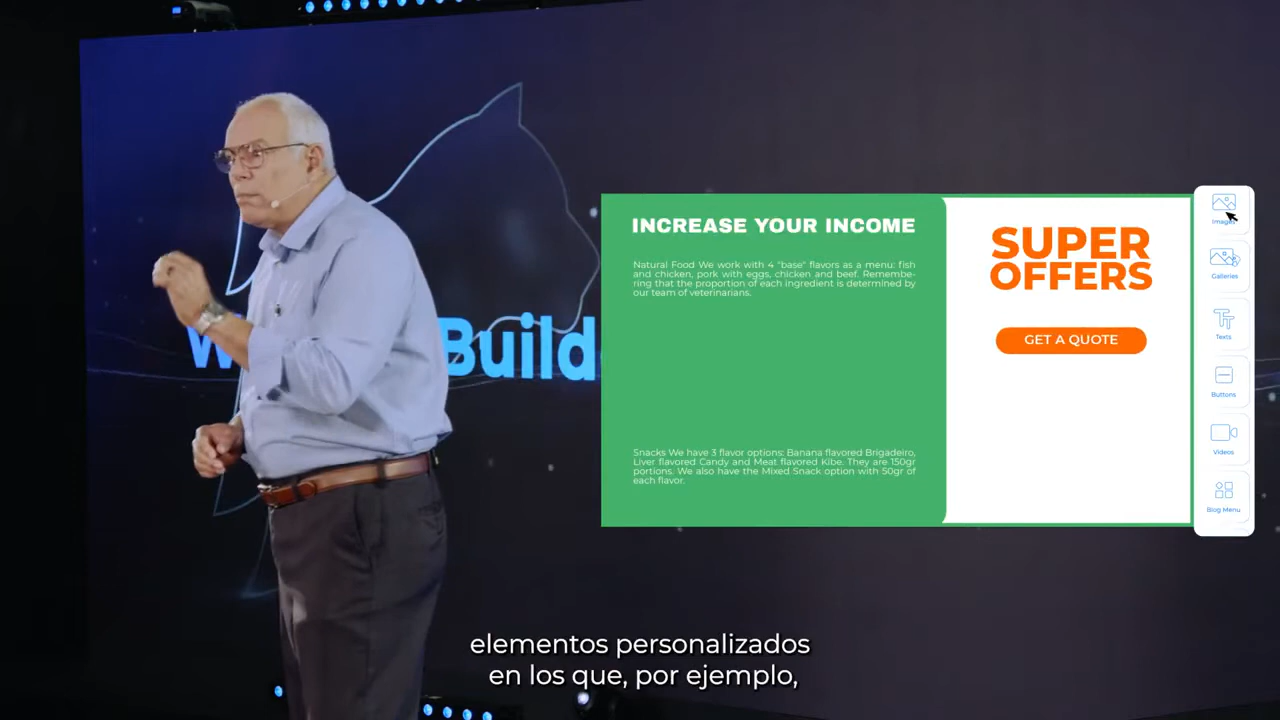 W
Build
INCREASE YOUR INCOME
Natural Food We work with 4 "base" flavors as a menu: fish
and chicken, pork with eggs, chicken and beef. Remembe-
ring that the proportion of each ingredient is determined by
our team of veterinarians.
Snacks We have 3 flavor options: Banana flavored Brigadeiro,
Liver flavored Candy and Meat flavored Kibe. They are 150gr
portions. We also have the Mixed Snack option with 50gr of
each flavor.
SUPER
OFFERS
GET A QUOTE
Images
Galleries
Texts
Buttons
Videos
Blog Menu
elementos personalizados
en los que, por ejemplo,